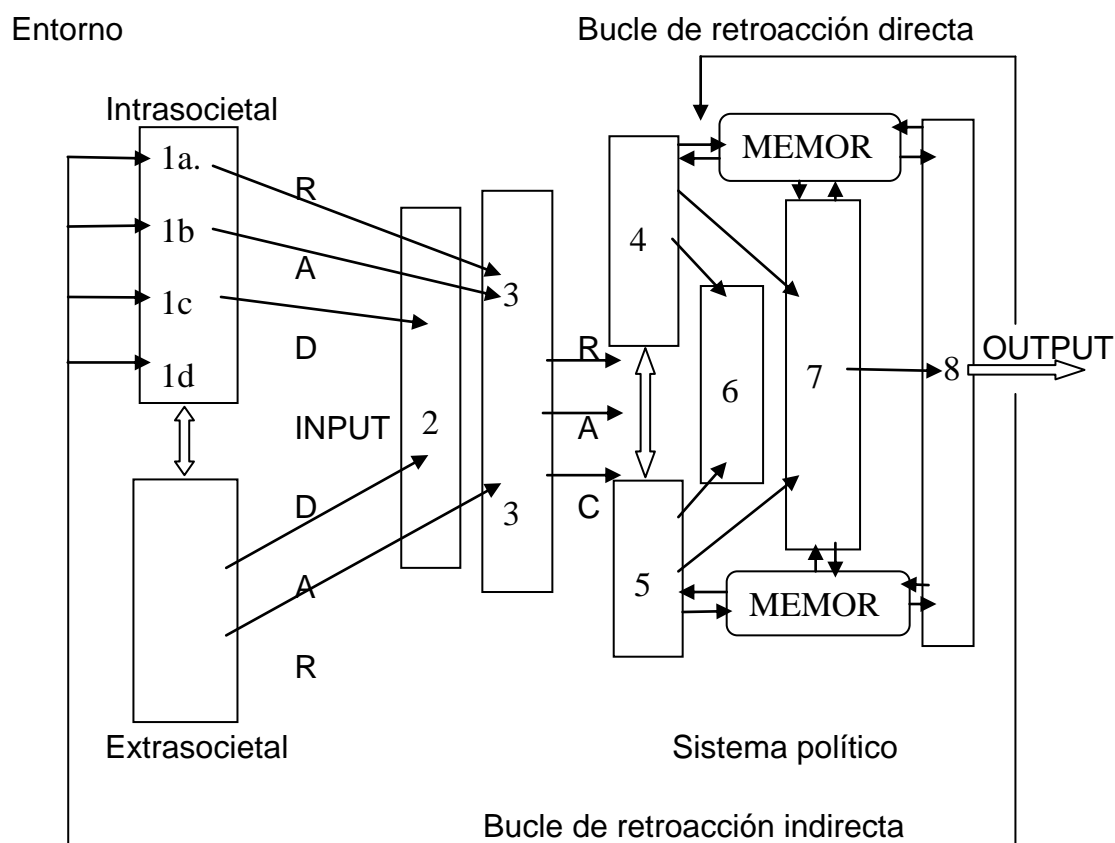 Entorno
Bucle de retroacción directa
Intrasocietal
1a.
1b
1c
1d
R
A
D
INPUT
D
A
R
2
3
3
R
A
C
4
5
6
7
8
MEMOR
MEMOR
OUTPUT
Extrasocietal
Sistema político
Bucle de retroacción indirecta